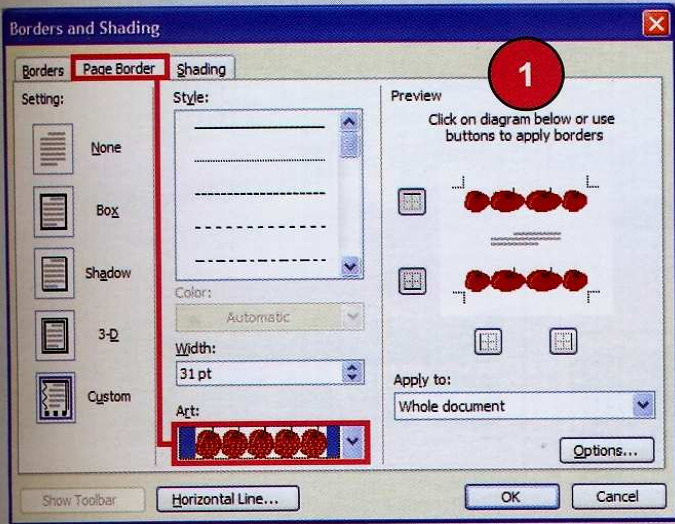 Borders and Shading
Borders
Page Border
Shading
1
Setting:
None
Box
Shadow
3-D
Custom
Style:
Color:
Automatic
Width:
31 pt
Art:
Preview
Click on diagram below or use
buttons to apply borders
Apply to:
Whole document
Options...
Show Toolbar
Horizontal Line...
OK
Cancel